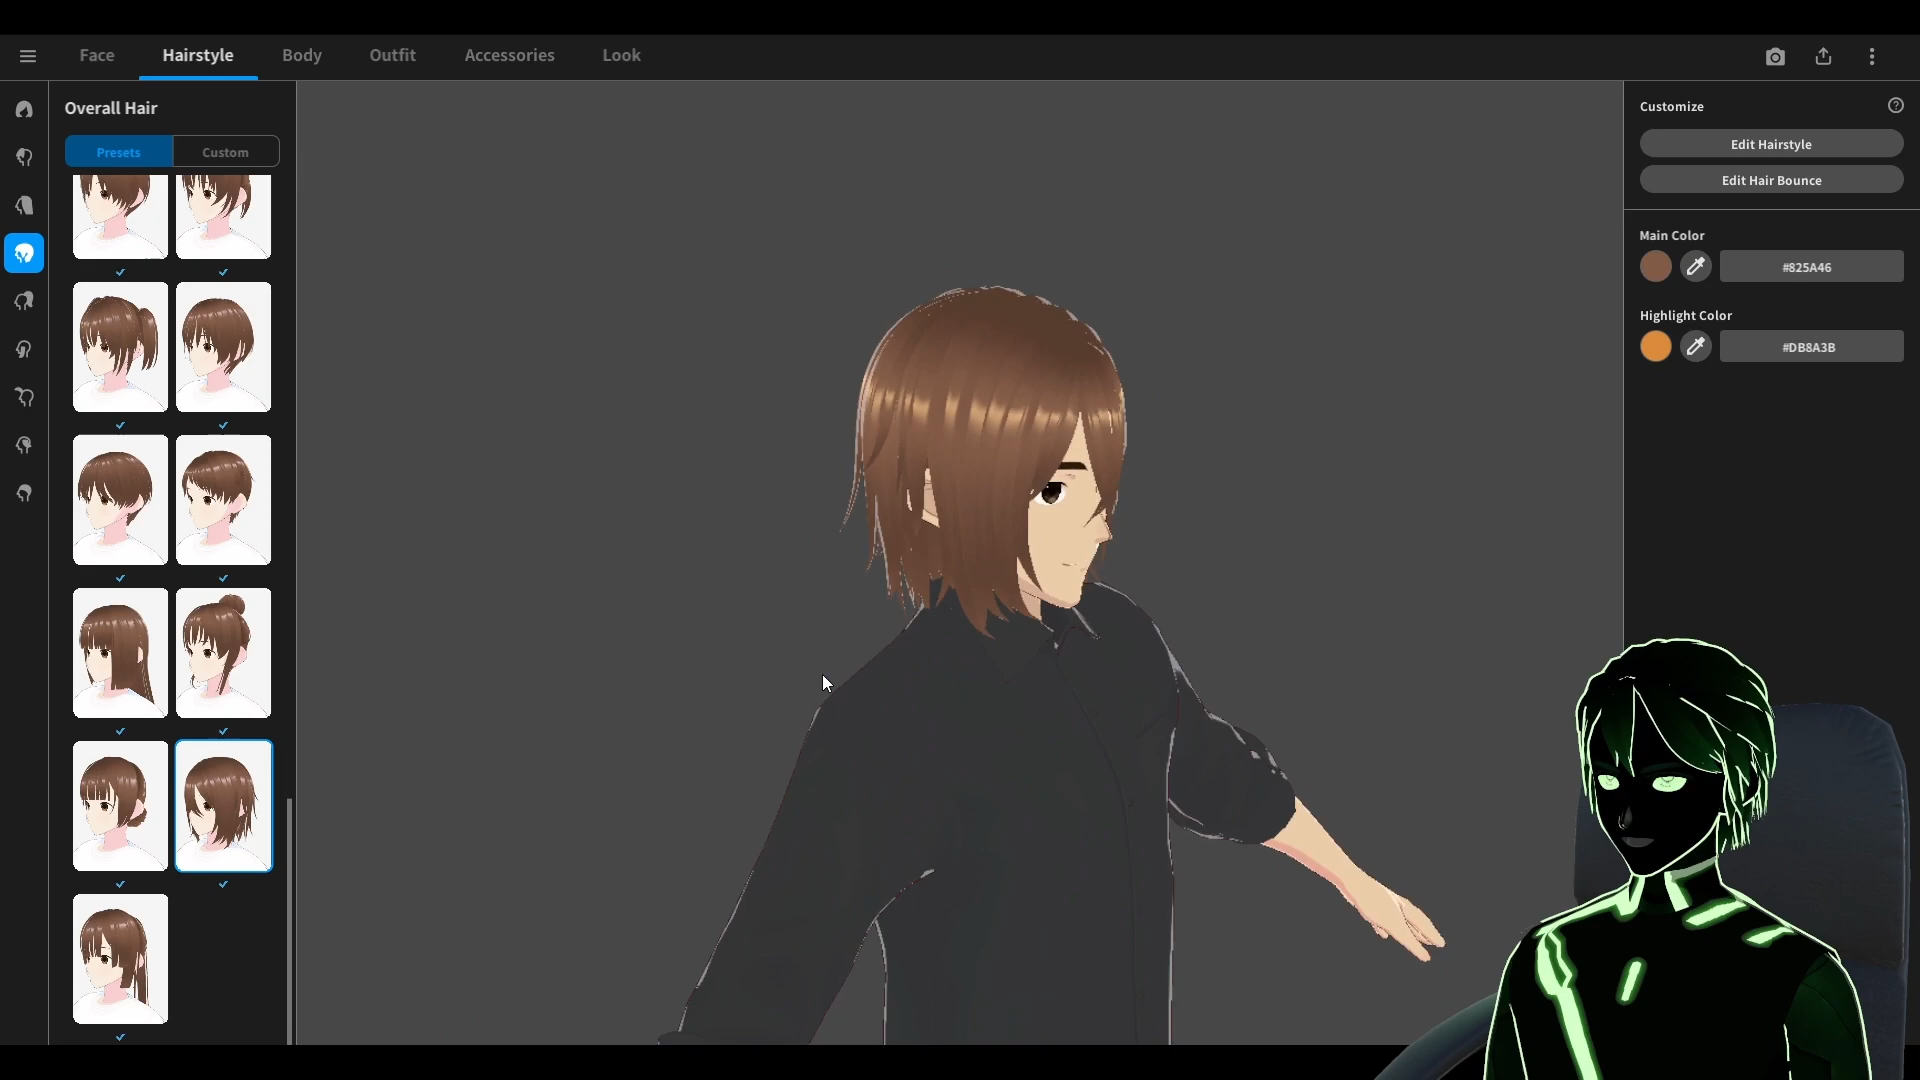 Face Hairstyle Body Outfit Accessories Look
Overall Hair
Presets Custom
Customize
Edit Hairstyle
Edit Hair Bounce
Main Color
#825A46
Highlight Color
#DB8A3B